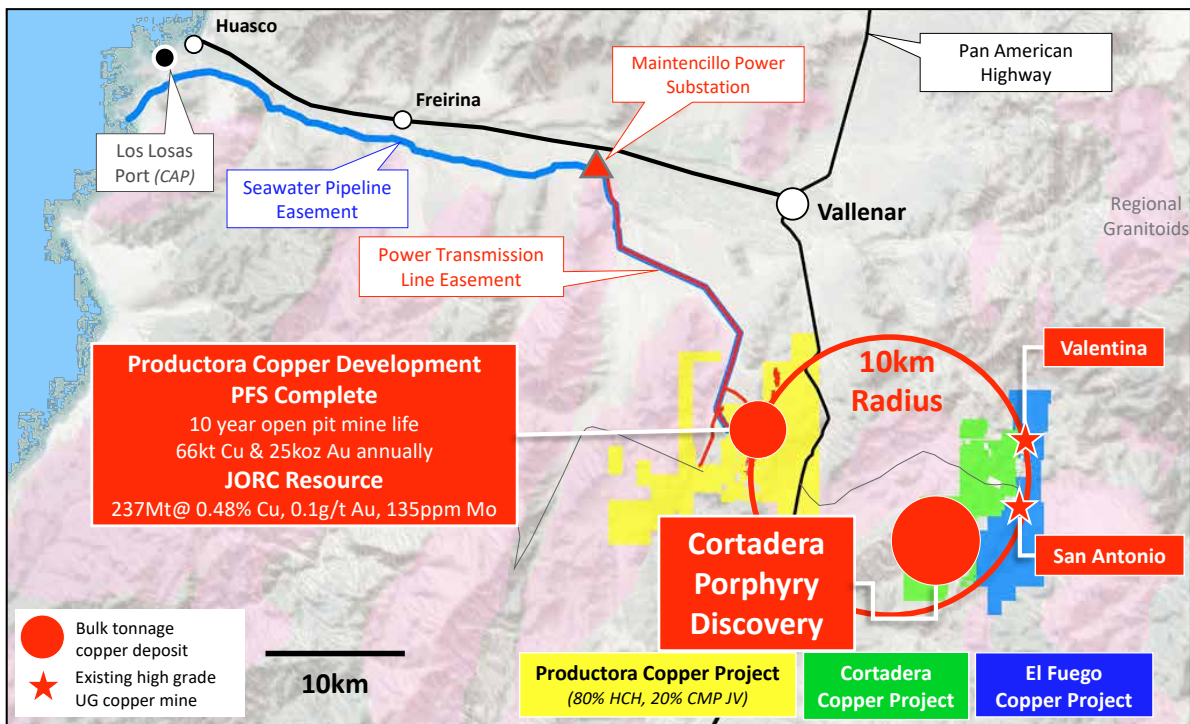 Huasco
Pan American
Highway
Maintencillo Power
Substation
Freirina
Los Losas
Port (CAP)
Seawater Pipeline
Easement
Vallenar
Regional
Granitoids
Power Transmission
Line Easement
Productora Copper Development
PFS Complete
10 year open pit mine life
66kt Cu & 25koz Au annually
JORC Resource
237Mt@ 0.48% Cu, 0.1g/t Au, 135ppm Mo
10km
Radius
Valentina
San Antonio
Cortadera
Porphyry
Discovery
Bulk tonnage
copper deposit
Existing high grade
UG copper mine
10km
Productora Copper Project
(80% HCH, 20% CMP JV)
Cortadera
Copper Project
El Fuego
Copper Project